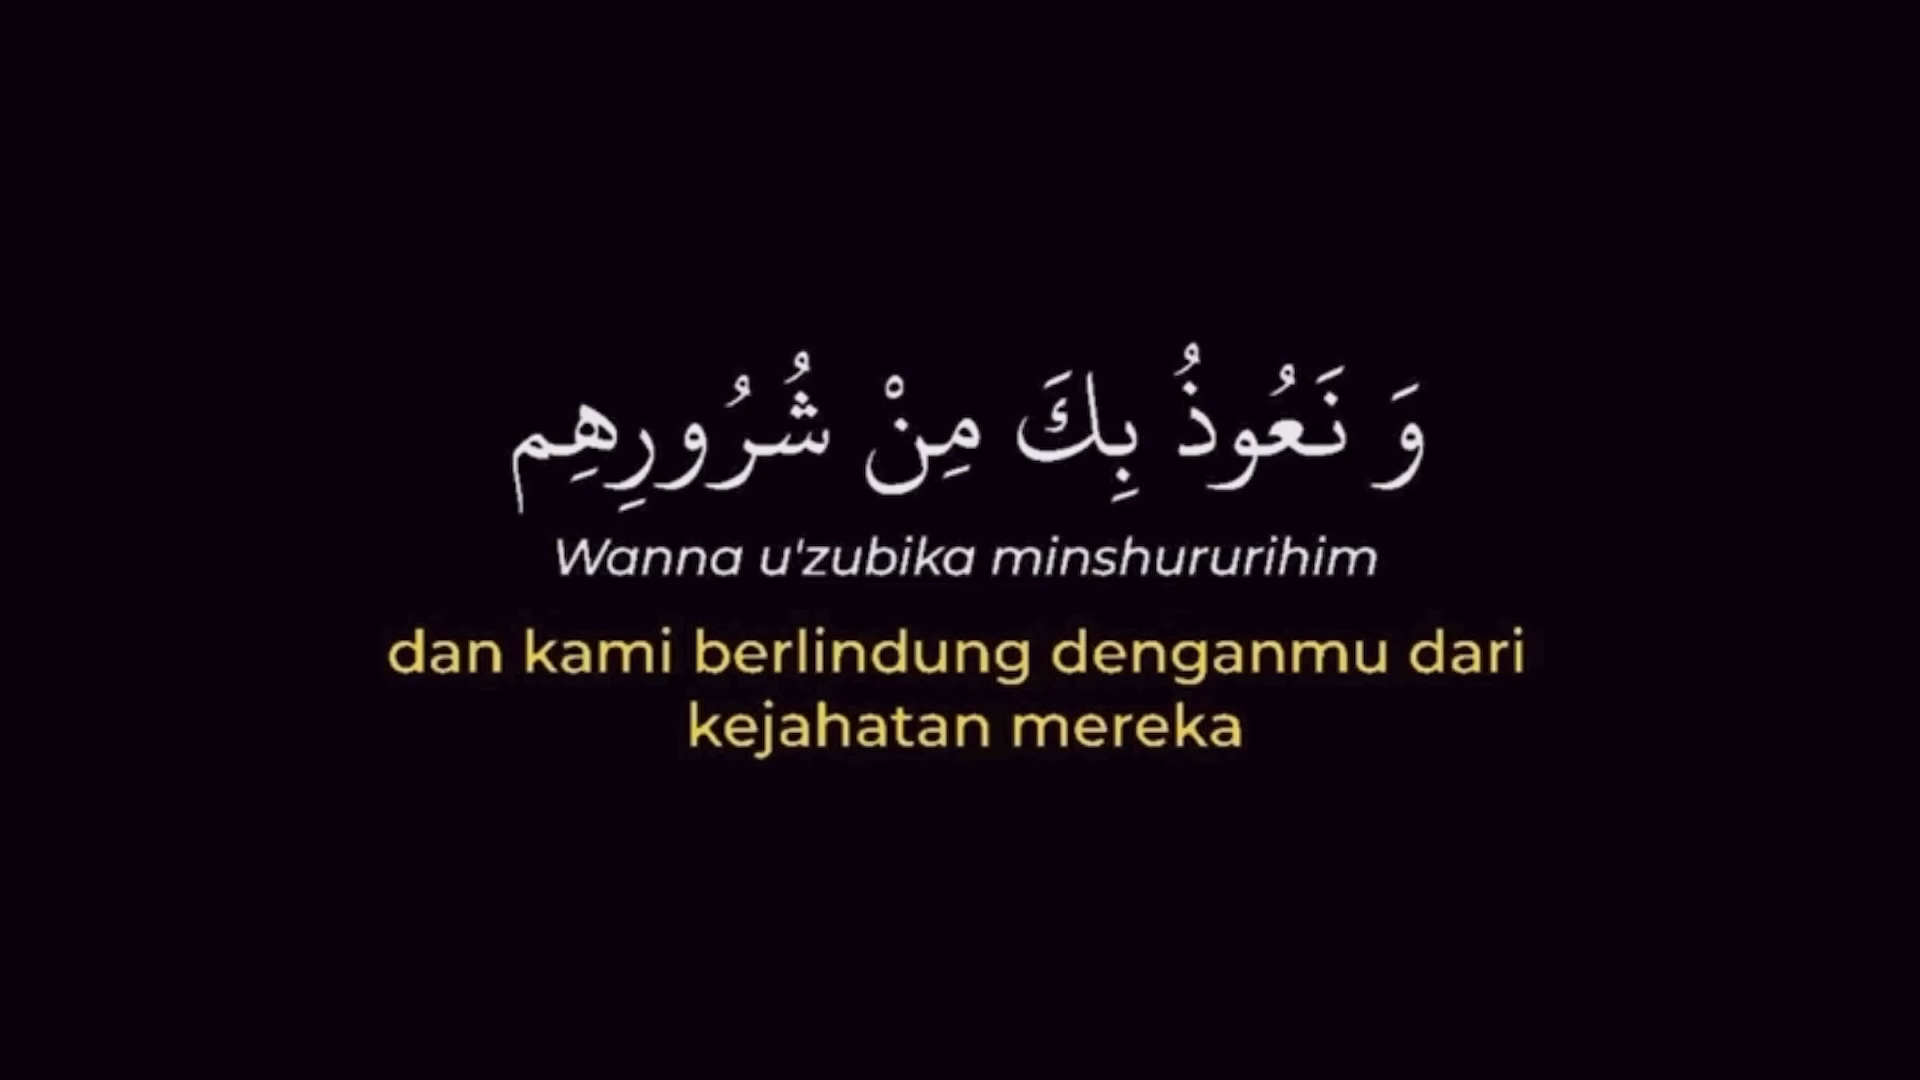 وَ نَعُوذُ بِكَ مِنْ شُرُورِهِم
Wanna u'zubika minshururihim
dan kami berlindung denganmu dari
kejahatan mereka